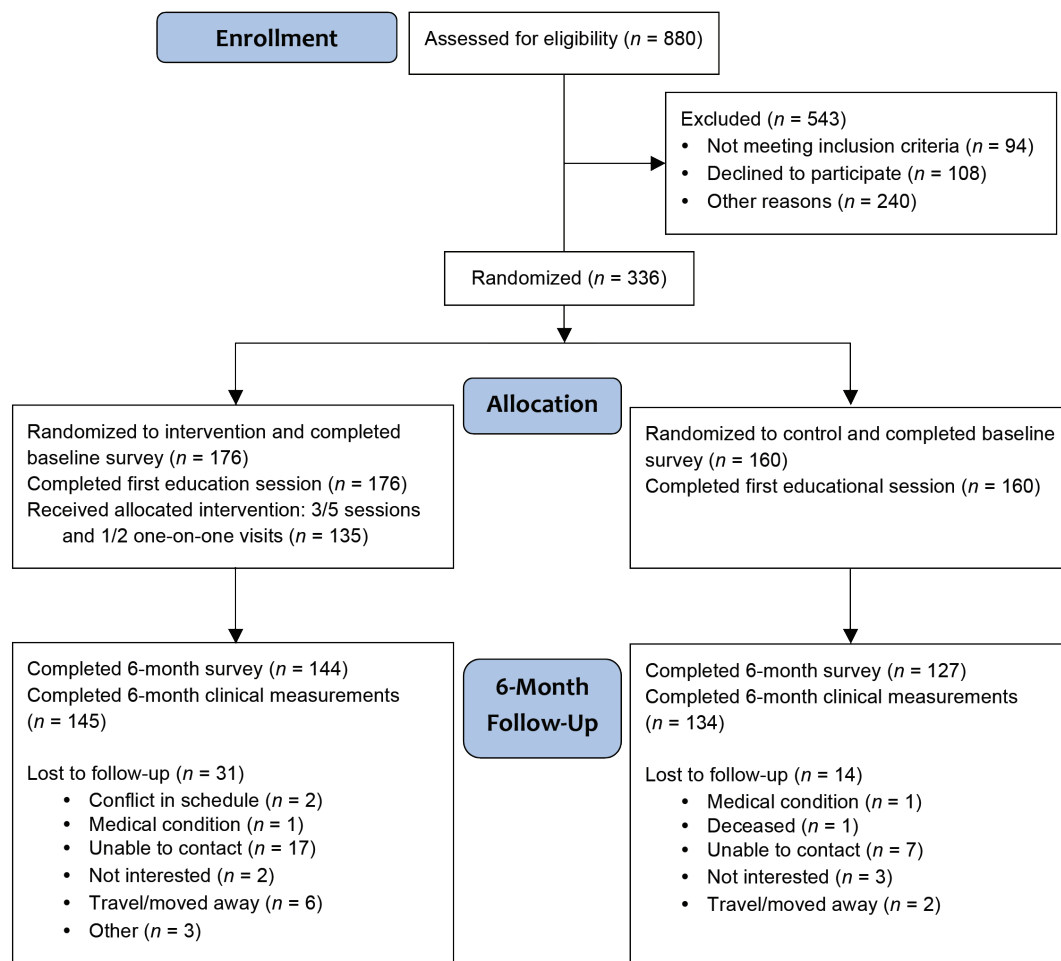 Enrollment
Assessed for eligibility (n = 880)
Excluded (n = 543)
• Not meeting inclusion criteria (n = 94)
• Declined to participate (n = 108)
• Other reasons (n = 240)
Randomized (n = 336)
Allocation
Randomized to intervention and completed
baseline survey (n = 176)
Completed first education session (n = 176)
Received allocated intervention: 3/5 sessions
and 1/2 one-on-one visits (n = 135)
Randomized to control and completed baseline
survey (n = 160)
Completed first educational session (n = 160)
6-Month
Follow-Up
Completed 6-month survey (n = 144)
Completed 6-month clinical measurements
(n = 145)
Lost to follow-up (n = 31)
• Conflict in schedule (n = 2)
• Medical condition (n = 1)
• Unable to contact (n = 17)
• Not interested (n = 2)
• Travel/moved away (n = 6)
• Other (n = 3)
Completed 6-month survey (n = 127)
Completed 6-month clinical measurements
(n = 134)
Lost to follow-up (n = 14)
• Medical condition (n = 1)
• Deceased (n = 1)
• Unable to contact (n = 7)
• Not interested (n = 3)
• Travel/moved away (n = 2)